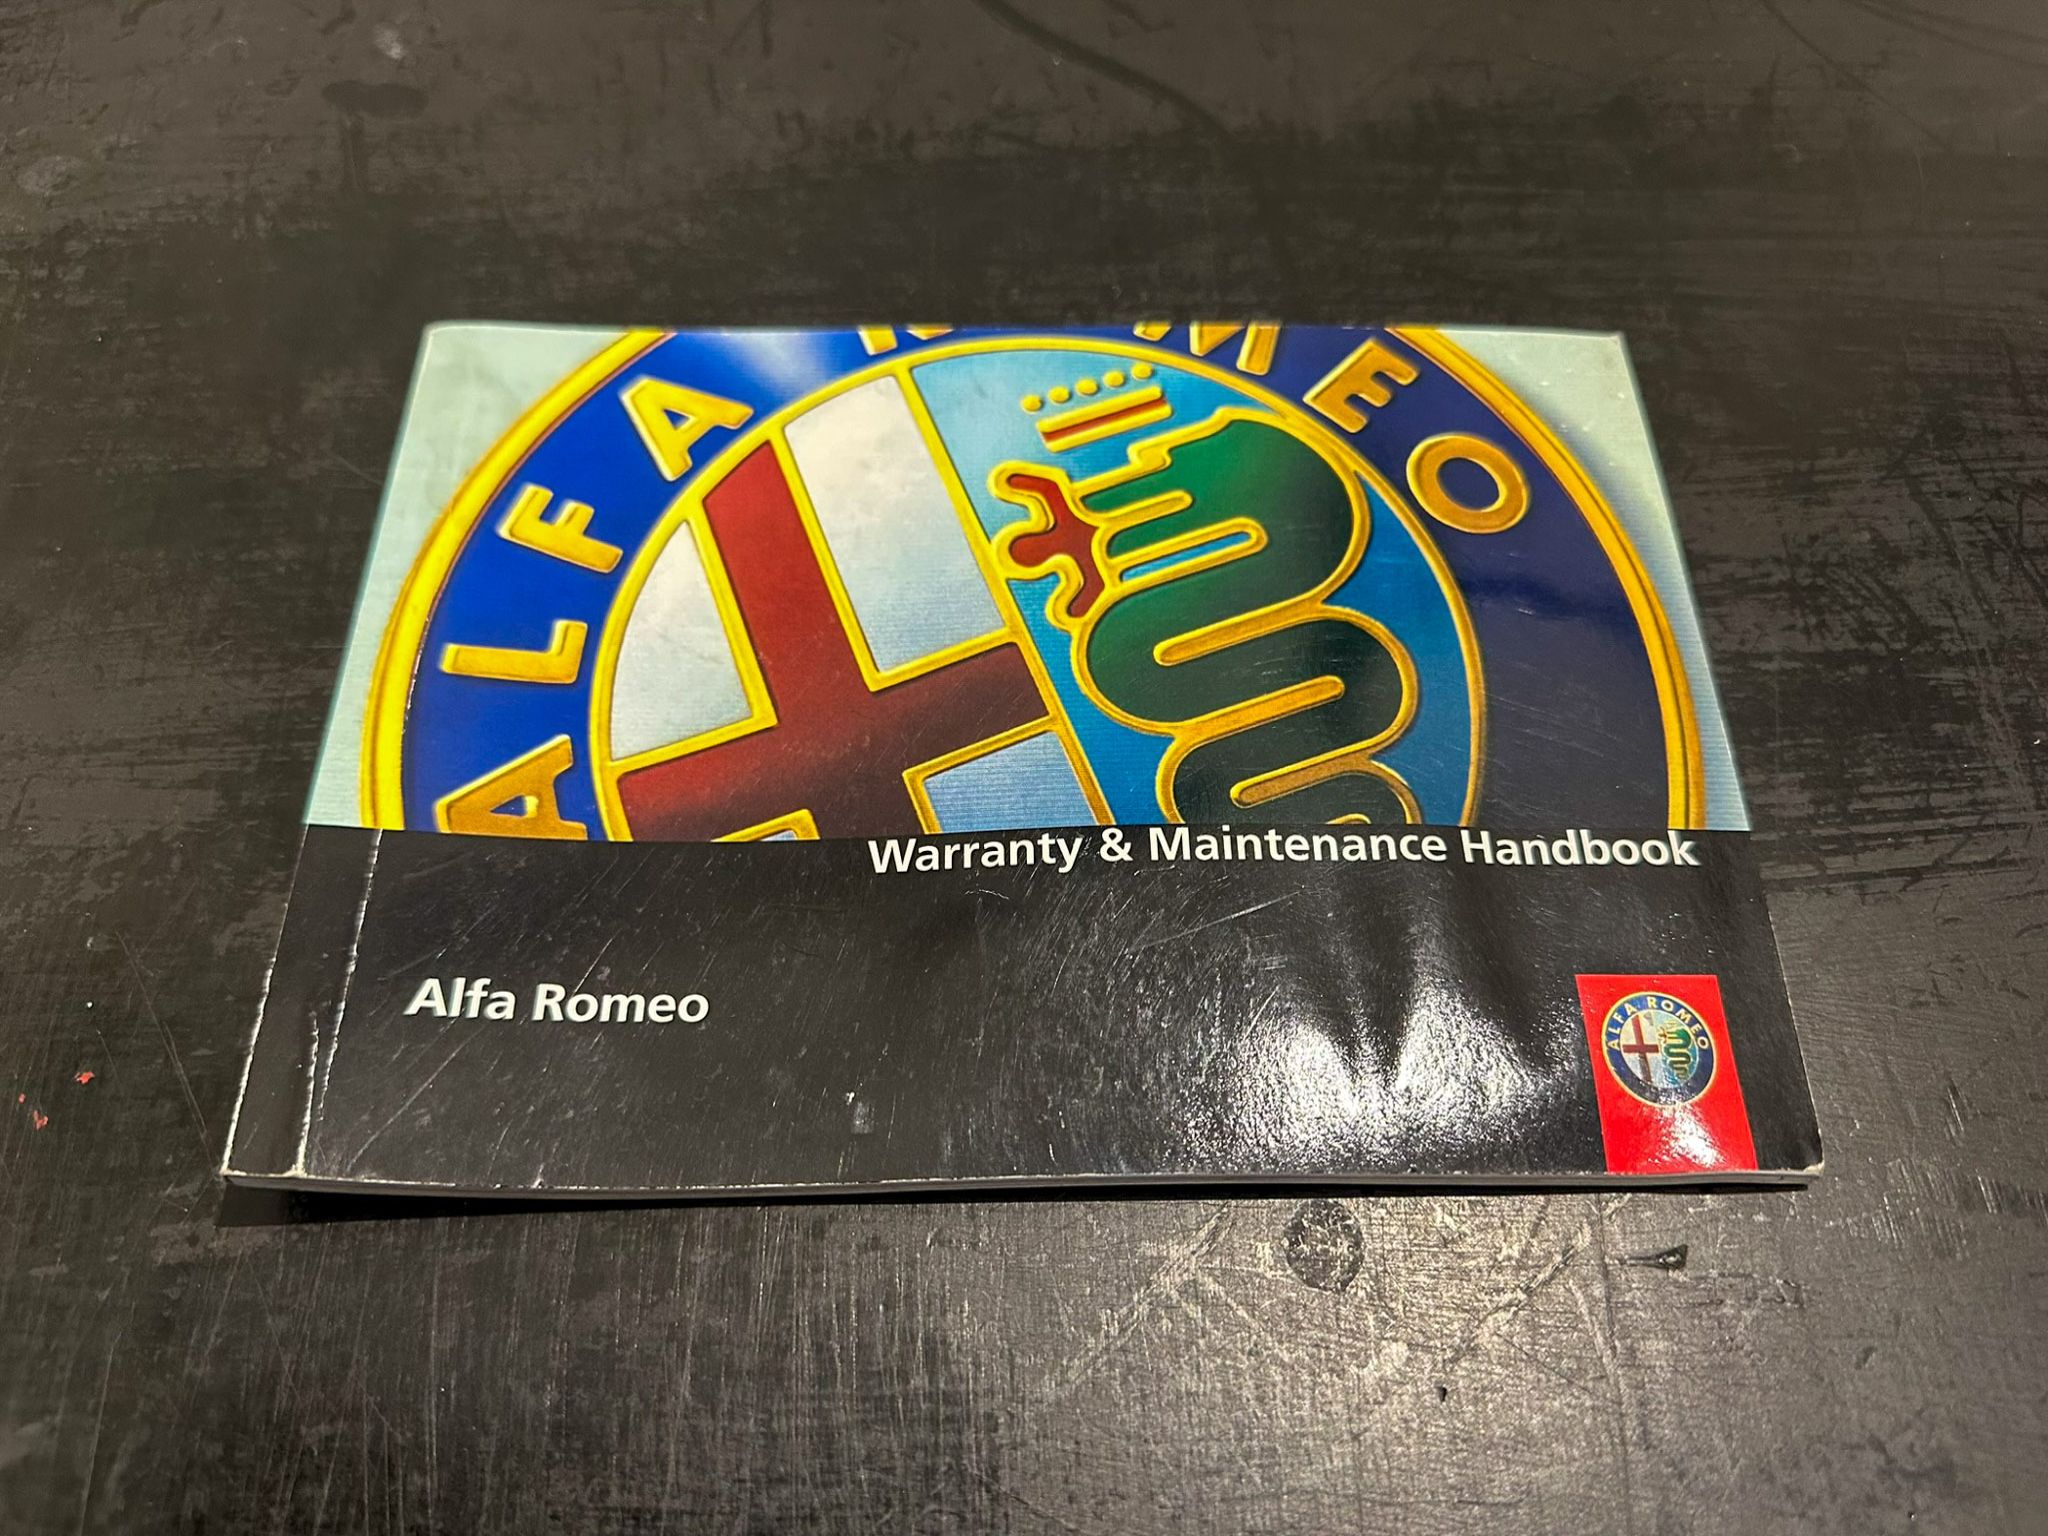 ALFA ROMEO
Warranty & Maintenance Handbook
Alfa Romeo
ALFA ROMEO